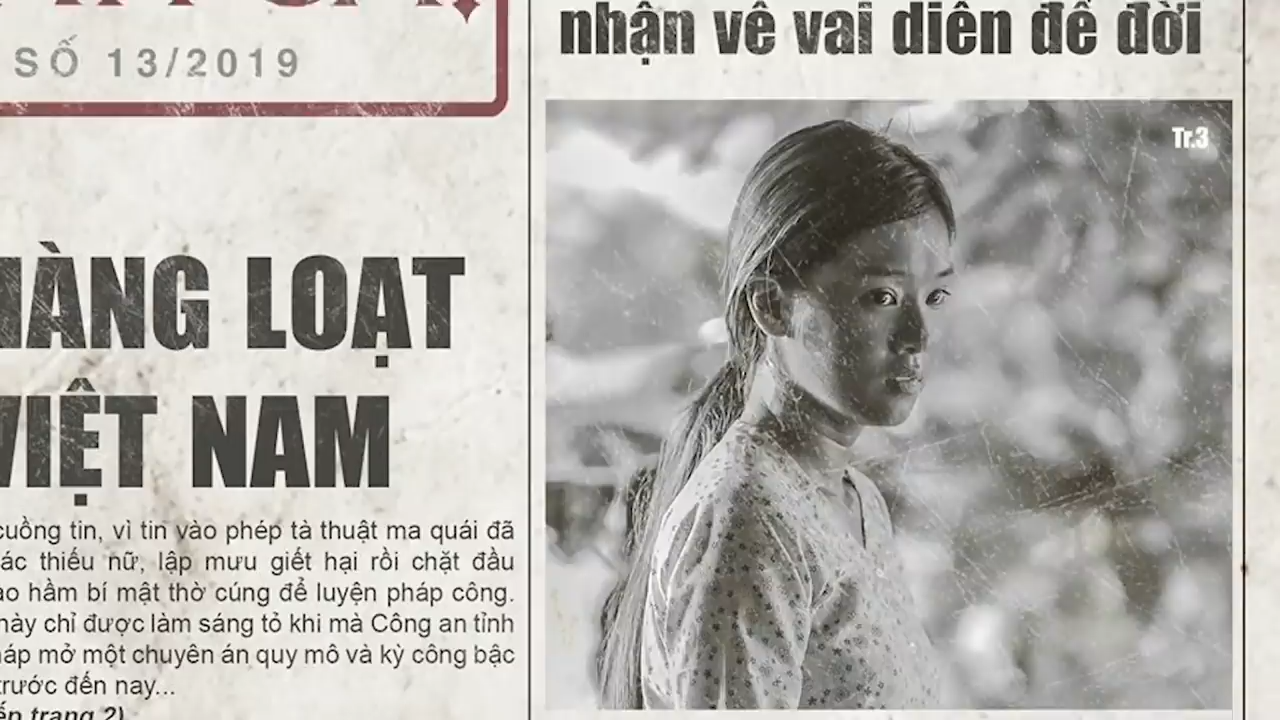 SỐ 13/2019
HÀNG LOẠT
VIỆT NAM
cuồng tin, vì tin vào phép tà thuật ma quái đã
thiếu nữ, lập mưu giết hại rồi chặt đầu
hầm bí mật thờ cúng để luyện pháp công.
này chỉ được làm sáng tỏ khi mà Công an tỉnh
mở một chuyên án quy mô và kỳ công bậc
trước đến nay...
trang 2)
nhận về vai diễn để đời
Tr.3